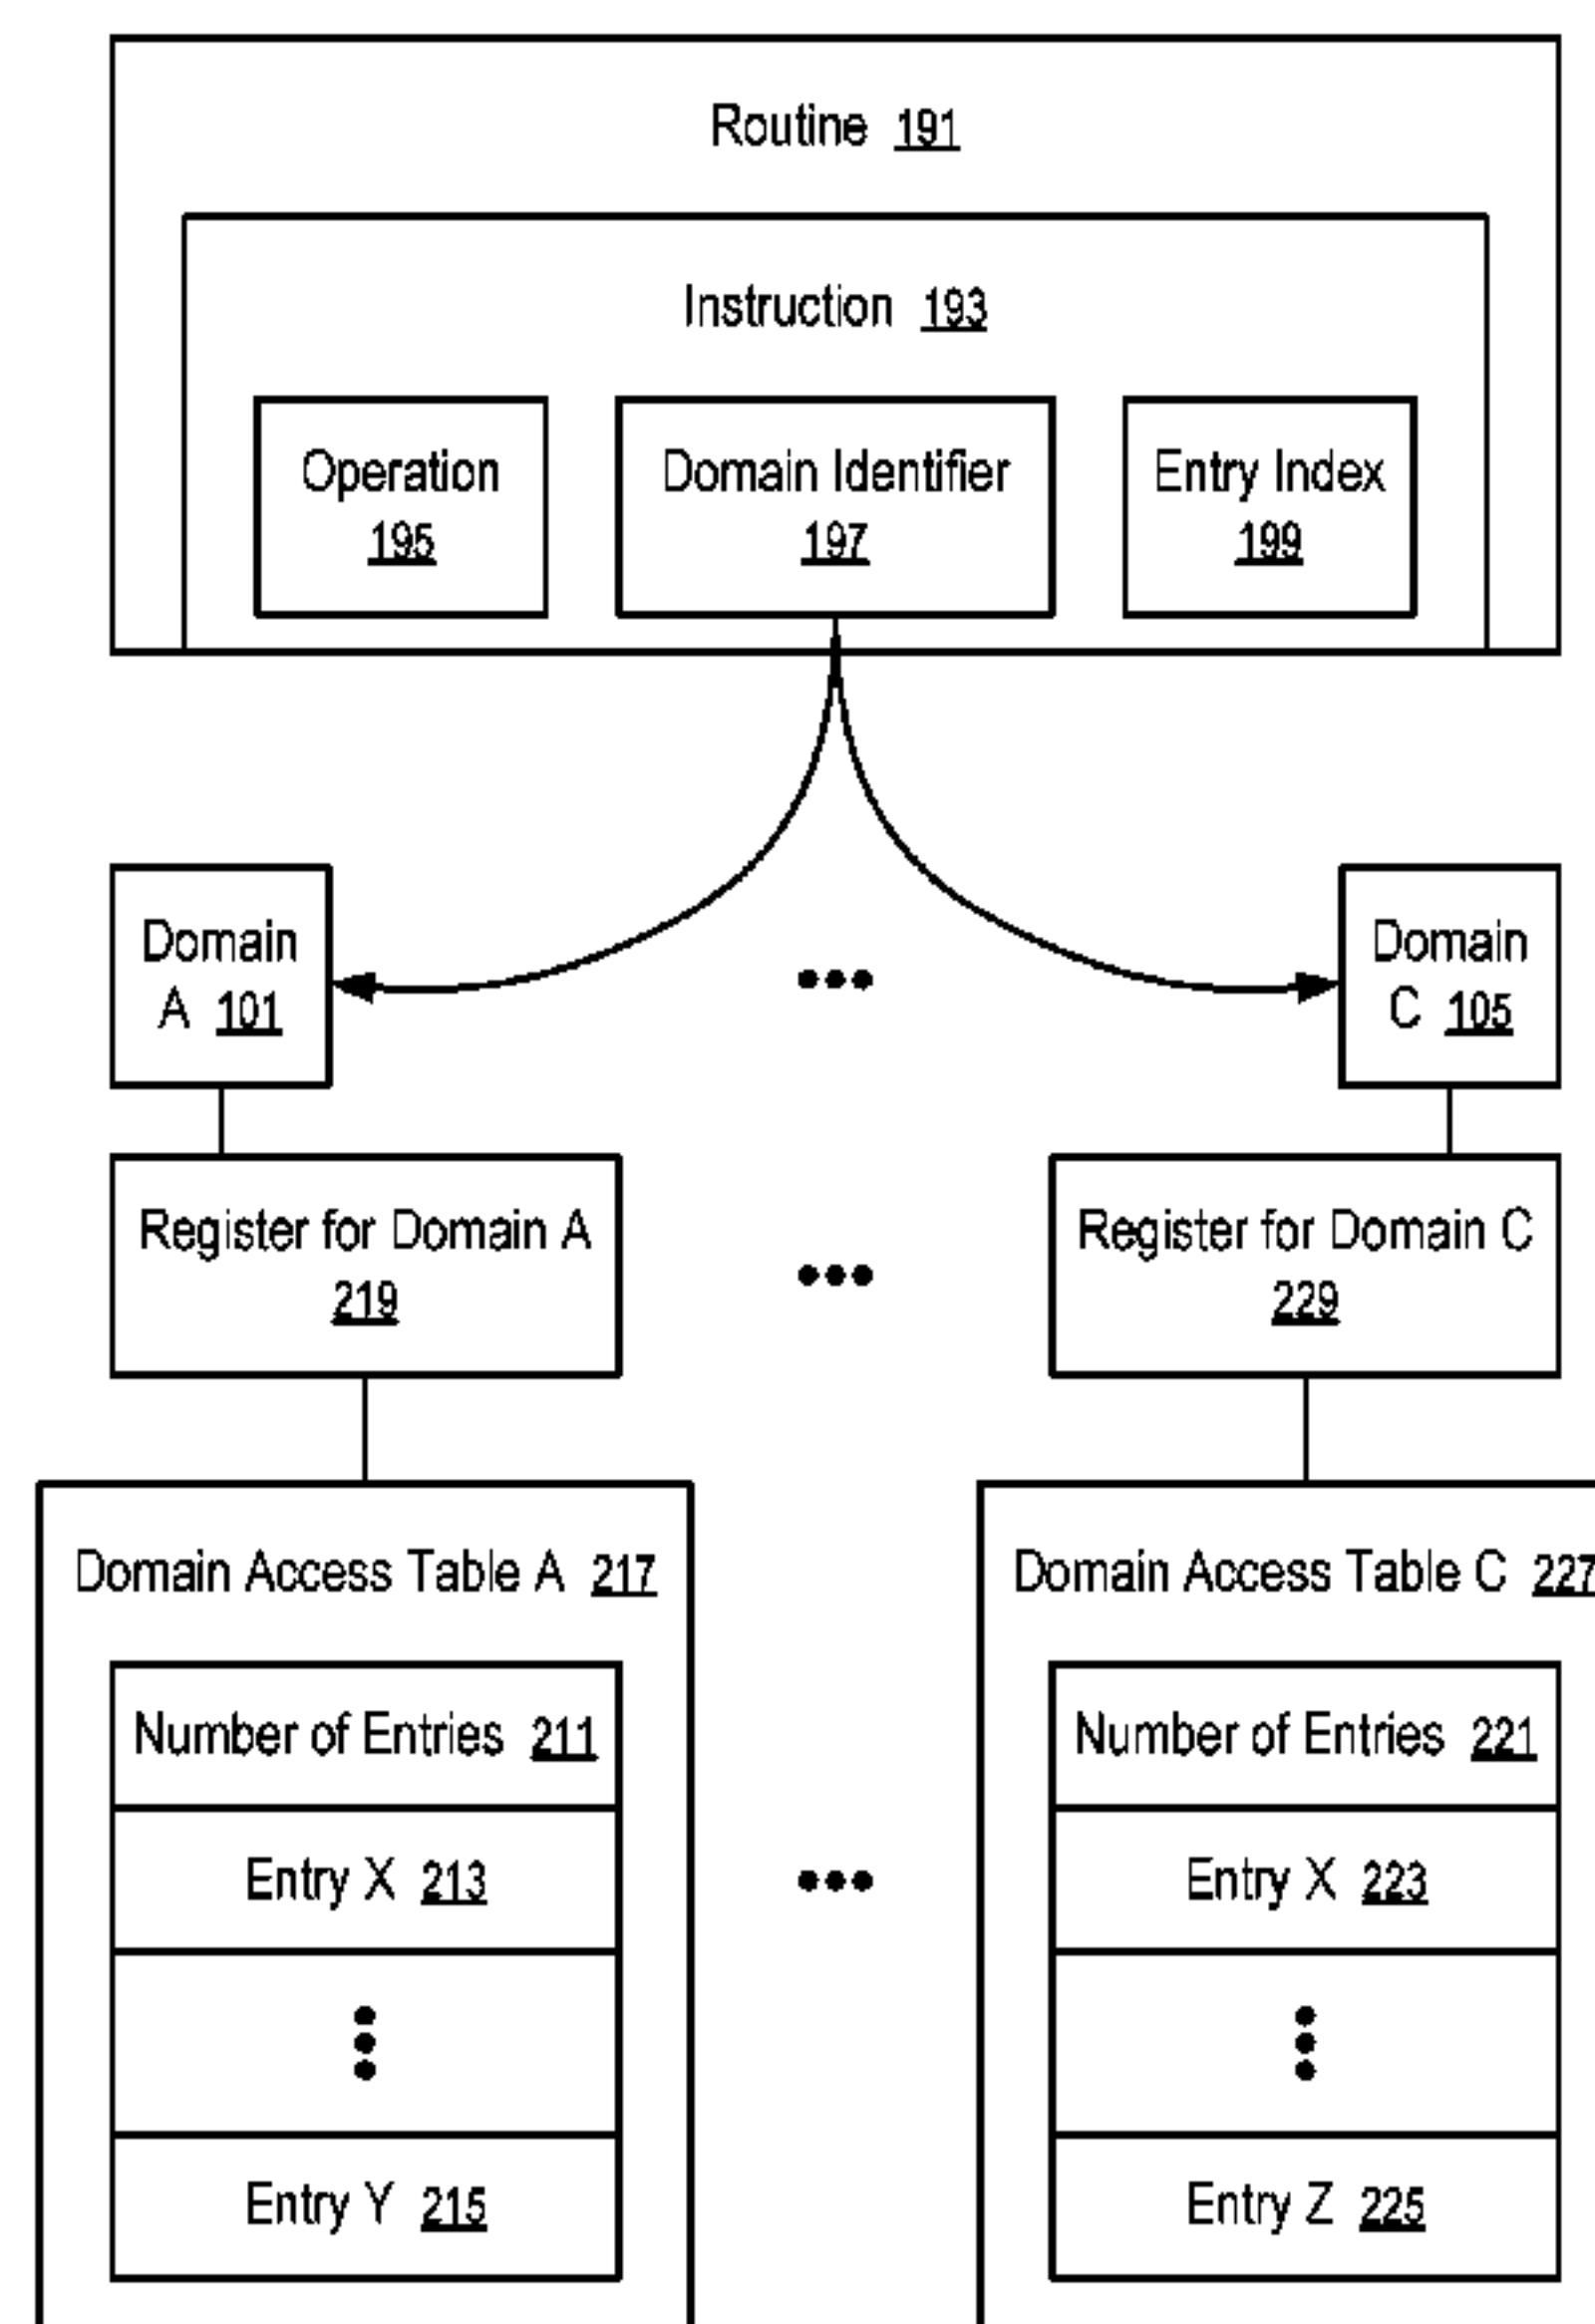 Routine 191
Instruction 193
Operation
195
Domain Identifier
197
Entry Index
199
Domain
A 101
Domain
C 105
Register for Domain A
219
Register for Domain C
229
Domain Access Table A 217
Number of Entries 211
Entry X 213
Entry Y 215
Domain Access Table C 227
Number of Entries 221
Entry X 223
Entry Z 225